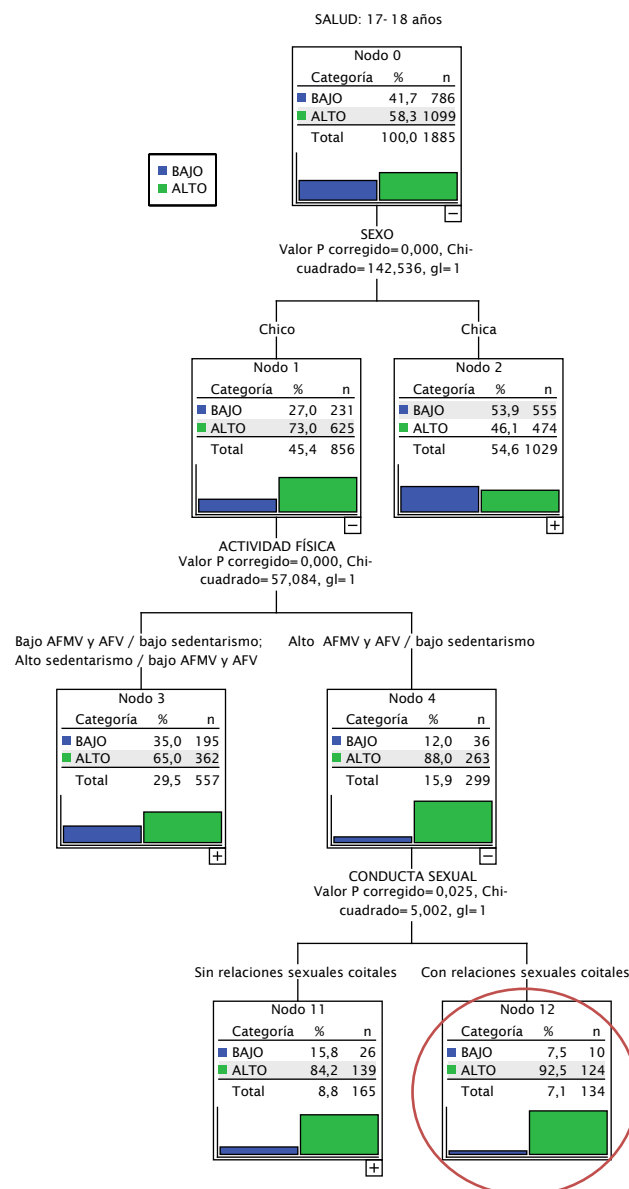 SALUD: 17- 18 años
Nodo 0
Categoría % n
BAJO 41,7 786
ALTO 58,3 1099
Total 100,0 1885
BAJO
ALTO
SEXO
Valor P corregido=0,000, Chi-
cuadrado=142,536, gl=1
Chico
Chica
Nodo 1
Categoría % n
BAJO 27,0 231
ALTO 73,0 625
Total 45,4 856
Nodo 2
Categoría % n
BAJO 53,9 555
ALTO 46,1 474
Total 54,6 1029
ACTIVIDAD FÍSICA
Valor P corregido=0,000, Chi-
cuadrado=57,084, gl=1
Bajo AFMV y AFV / bajo sedentarismo;
Alto sedentarismo / bajo AFMV y AFV
Alto AFMV y AFV / bajo sedentarismo
Nodo 3
Categoría % n
BAJO 35,0 195
ALTO 65,0 362
Total 29,5 557
Nodo 4
Categoría % n
BAJO 12,0 36
ALTO 88,0 263
Total 15,9 299
CONDUCTA SEXUAL
Valor P corregido=0,025, Chi-
cuadrado=5,002, gl=1
Sin relaciones sexuales coitales
Con relaciones sexuales coitales
Nodo 11
Categoría % n
BAJO 15,8 26
ALTO 84,2 139
Total 8,8 165
Nodo 12
Categoría % n
BAJO 7,5 10
ALTO 92,5 124
Total 7,1 134